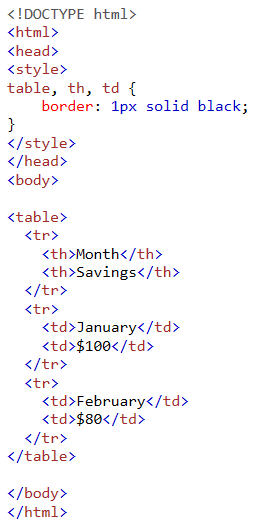 <!DOCTYPE html>
<html>
<head>
<style>
table, th, td {
    border: 1px solid black;
}
</style>
</head>
<body>

<table>
  <tr>
    <th>Month</th>
    <th>Savings</th>
  </tr>
  <tr>
    <td>January</td>
    <td>$100</td>
  </tr>
  <tr>
    <td>February</td>
    <td>$80</td>
  </tr>
</table>

</body>
</html>